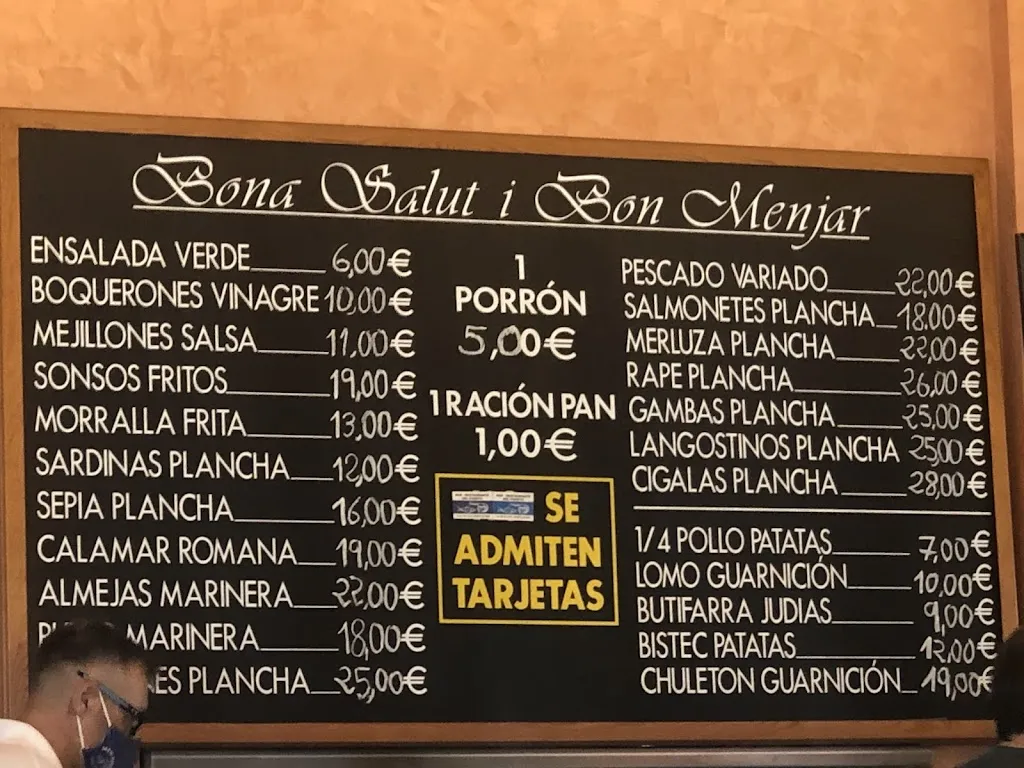 Bona Salut i Bon Menjar
ENSALADA VERDE 6,00€
BOQUERONES VINAGRE 10,00€
MEJILLONES SALSA 11,00€
SONSOS FRITOS 19,00€
MORRALLA FRITA 13,00€
SARDINAS PLANCHA 12,00€
SEPIA PLANCHA 16,00€
CALAMAR ROMANA 19,00€
ALMEJAS MARINERA 22,00€
MARINERA 18,00€
PLANCHA 25,00€
1
PORRÓN
5,00€
1 RACIÓN PAN
1,00€
SE
ADMITEN
TARJETAS
PESCADO VARIADO 22,00€
SALMONETES PLANCHA 18,00€
MERLUZA PLANCHA 22,00€
RAPE PLANCHA 26,00€
GAMBAS PLANCHA 25,00€
LANGOSTINOS PLANCHA 25,00€
CIGALAS PLANCHA 28,00€
1/4 POLLO PATATAS 7,00€
LOMO GUARNICIÓN 10,00€
BUTIFARRA JUDIAS 9,00€
BISTEC PATATAS 12,00€
CHULETON GUARNICIÓN 19,00€